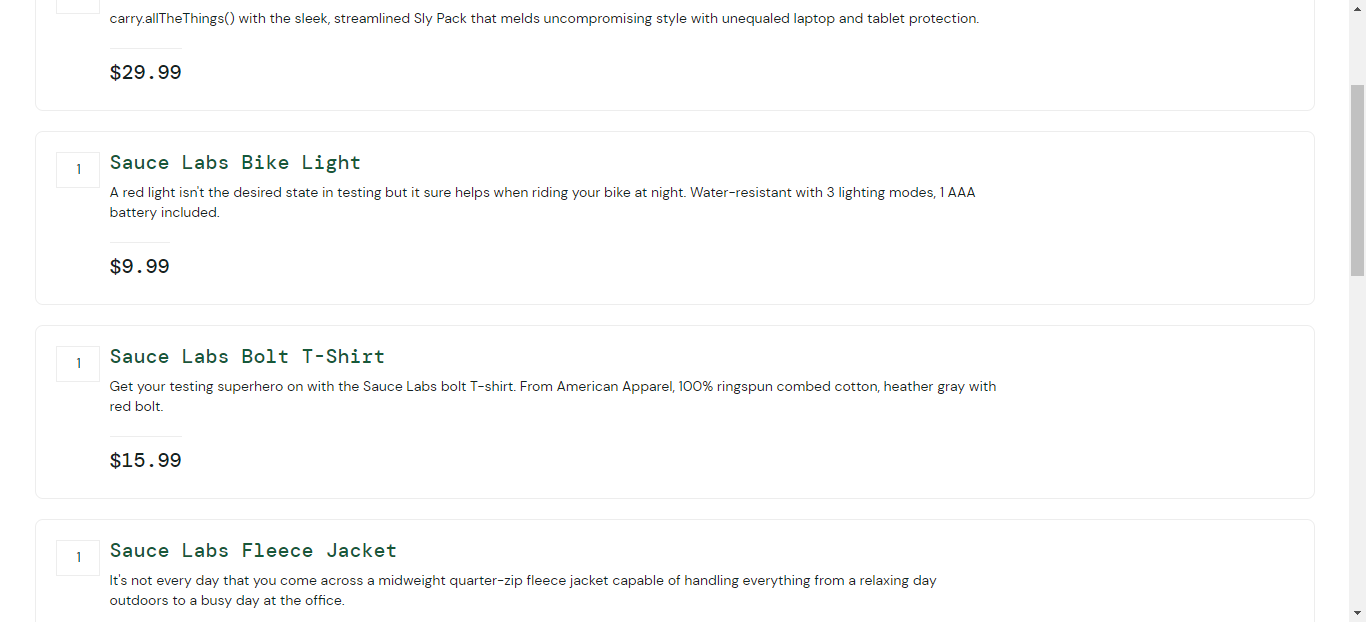 carry.allTheThings() with the sleek, streamlined Sly Pack that melds uncompromising style with unequaled laptop and tablet protection.
$29.99
1
Sauce Labs Bike Light
A red light isn't the desired state in testing but it sure helps when riding your bike at night. Water-resistant with 3 lighting modes, 1 AAA
battery included.
$9.99
1
Sauce Labs Bolt T-Shirt
Get your testing superhero on with the Sauce Labs bolt T-shirt. From American Apparel, 100% ringspun combed cotton, heather gray with
red bolt.
$15.99
1
Sauce Labs Fleece Jacket
It's not every day that you come across a midweight quarter-zip fleece jacket capable of handling everything from a relaxing day
outdoors to a busy day at the office.